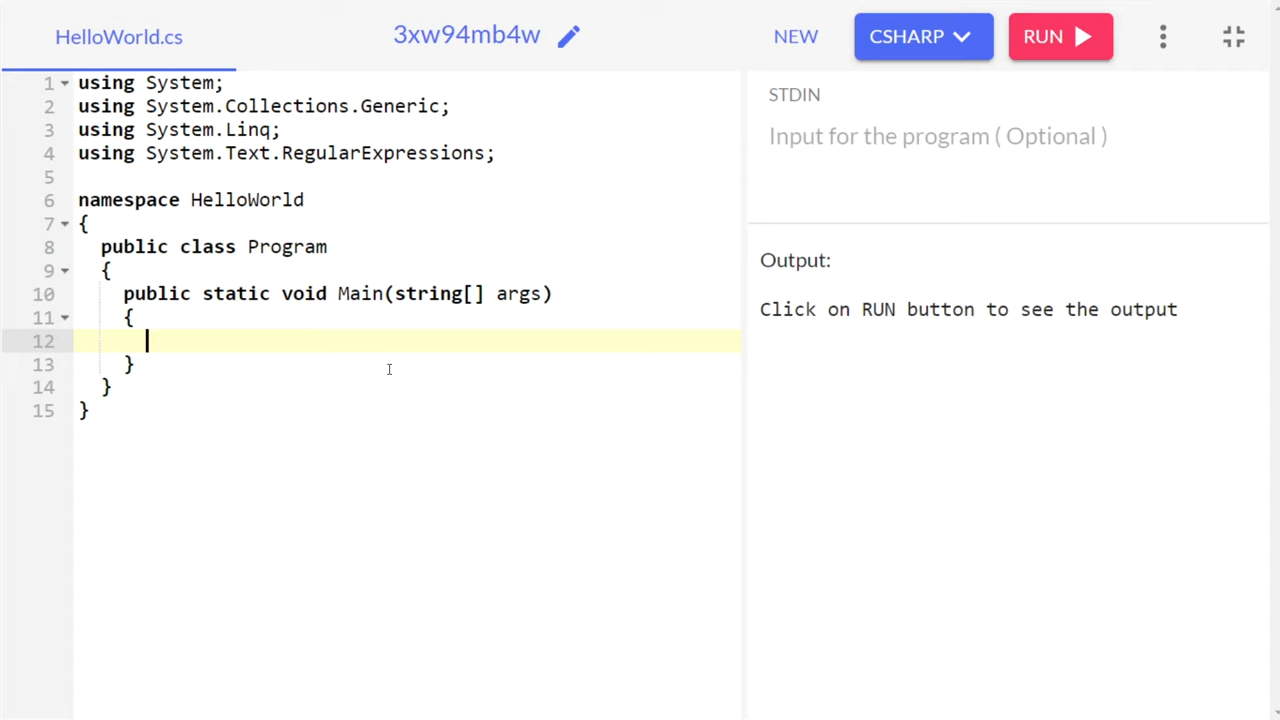 HelloWorld.cs
3xw94mb4w
NEW
CSHARP
RUN
1 using System;
2 using System.Collections.Generic;
3 using System.Linq;
4 using System.Text.RegularExpressions;
5
6 namespace HelloWorld
7 {
8   public class Program
9   {
10     public static void Main(string[] args)
11     {
12
13     }
14   }
15 }
STDIN
Input for the program ( Optional )
Output:
Click on RUN button to see the output